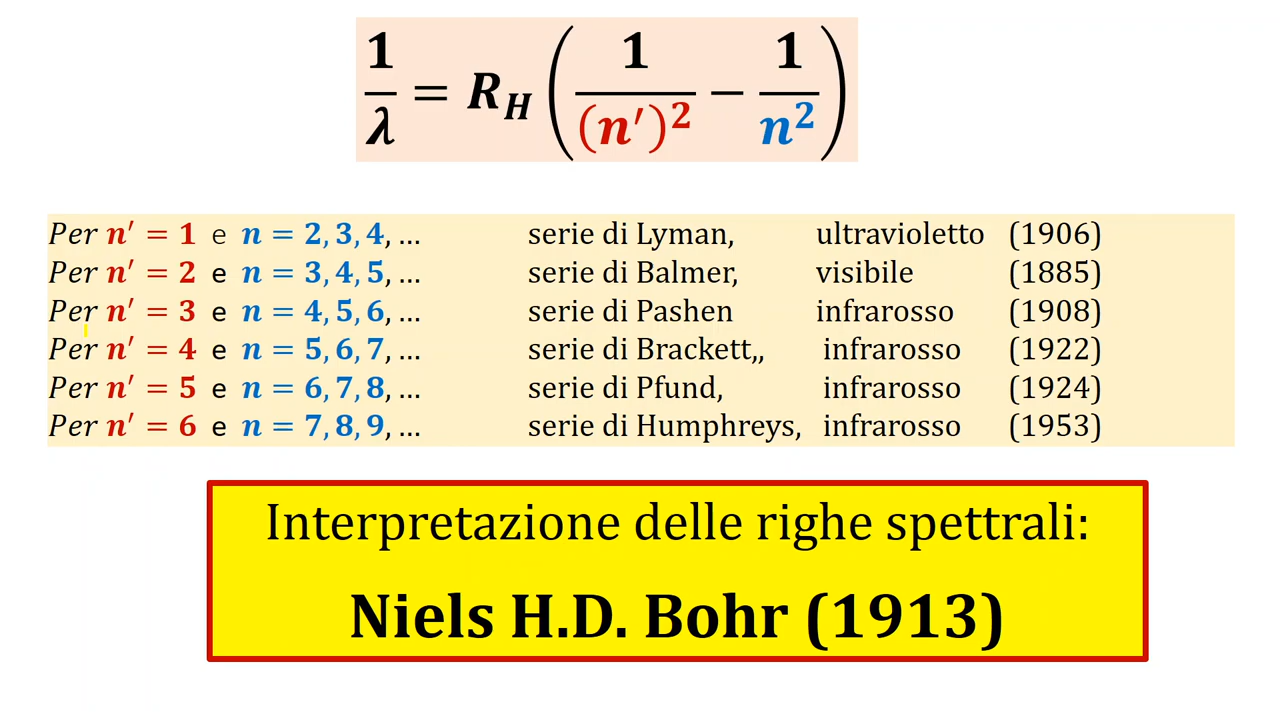 1/λ = R_H (1/(n′)² − 1/n²)
Per n′ = 1 e n = 2, 3, 4, … serie di Lyman, ultravioletto (1906)
Per n′ = 2 e n = 3, 4, 5, … serie di Balmer, visibile (1885)
Per n′ = 3 e n = 4, 5, 6, … serie di Pashen infrarosso (1908)
Per n′ = 4 e n = 5, 6, 7, … serie di Brackett,, infrarosso (1922)
Per n′ = 5 e n = 6, 7, 8, … serie di Pfund, infrarosso (1924)
Per n′ = 6 e n = 7, 8, 9, … serie di Humphreys, infrarosso (1953)
Interpretazione delle righe spettrali:
Niels H.D. Bohr (1913)